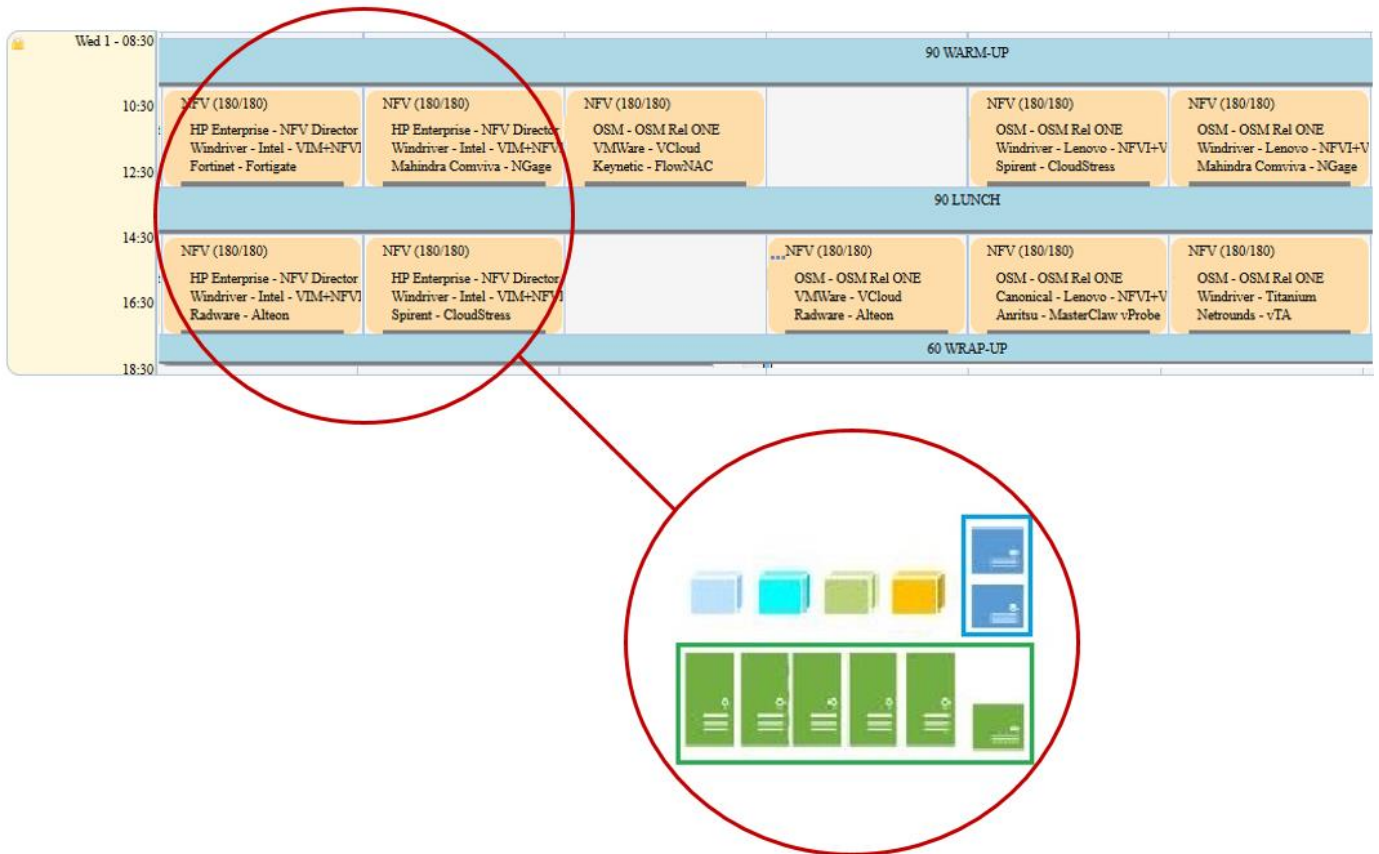 Wed 1 - 08:30
90 WARM-UP
10:30
NFV (180/180)
HP Enterprise - NFV Director
Windriver - Intel - VIM+NFVI
Fortinet - Fortigate
NFV (180/180)
HP Enterprise - NFV Director
Windriver - Intel - VIM+NFVI
Mahindra Comviva - NGage
NFV (180/180)
OSM - OSM Rel ONE
VMWare - VCloud
Keynetic - FlowNAC
NFV (180/180)
OSM - OSM Rel ONE
Windriver - Lenovo - NFVI+V
Spirent - CloudStress
NFV (180/180)
OSM - OSM Rel ONE
Windriver - Lenovo - NFVI+V
Mahindra Comviva - NGage
12:30
90 LUNCH
14:30
NFV (180/180)
HP Enterprise - NFV Director
Windriver - Intel - VIM+NFVI
Radware - Alteon
NFV (180/180)
HP Enterprise - NFV Director
Windriver - Intel - VIM+NFVI
Spirent - CloudStress
...NFV (180/180)
OSM - OSM Rel ONE
VMWare - VCloud
Radware - Alteon
NFV (180/180)
OSM - OSM Rel ONE
Canonical - Lenovo - NFVI+V
Anritsu - MasterClaw vProbe
NFV (180/180)
OSM - OSM Rel ONE
Windriver - Titanium
Netrounds - vTA
16:30
60 WRAP-UP
18:30